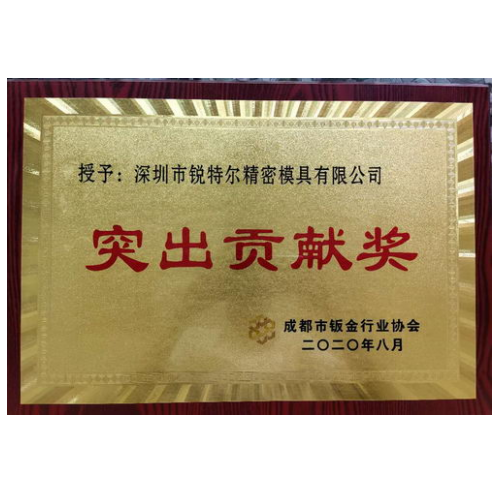 授予：深圳市锐特尔精密模具有限公司
突出贡献奖
成都市钣金行业协会
二〇二〇年八月